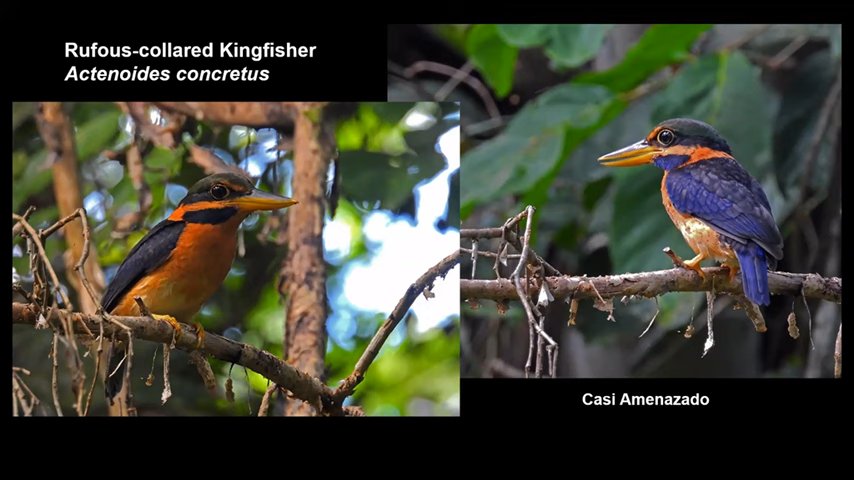 Rufous-collared Kingfisher
Actenoides concretus
Casi Amenazado